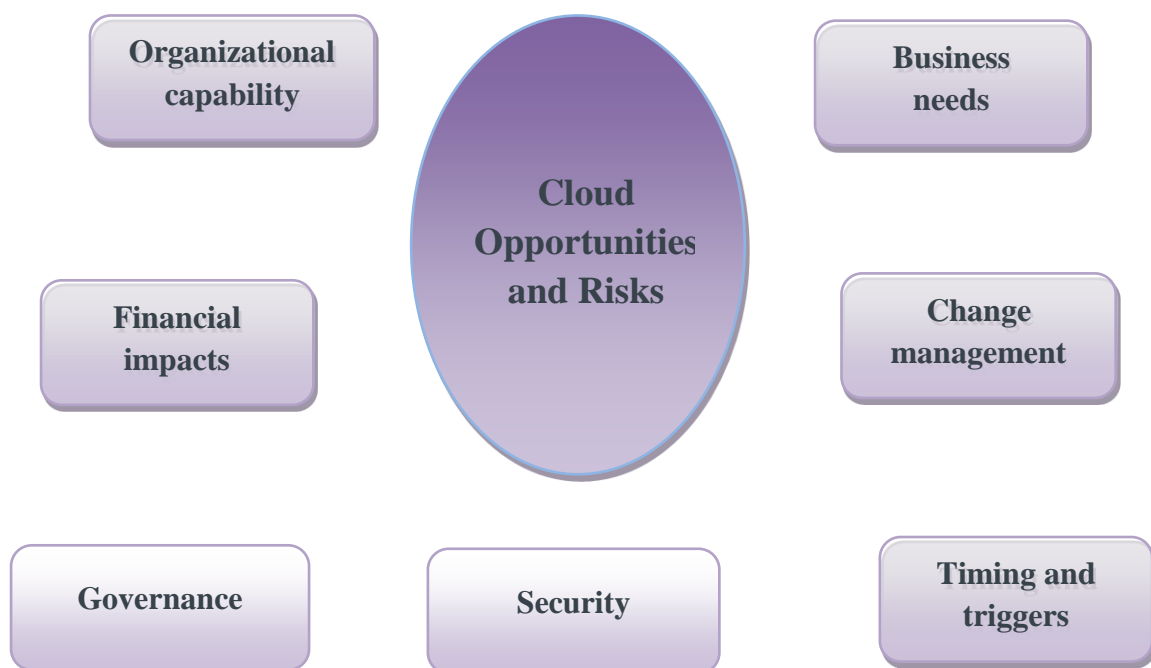 Organizational
capability
Business
needs
Cloud
Opportunities
and Risks
Financial
impacts
Change
management
Governance
Security
Timing and
triggers